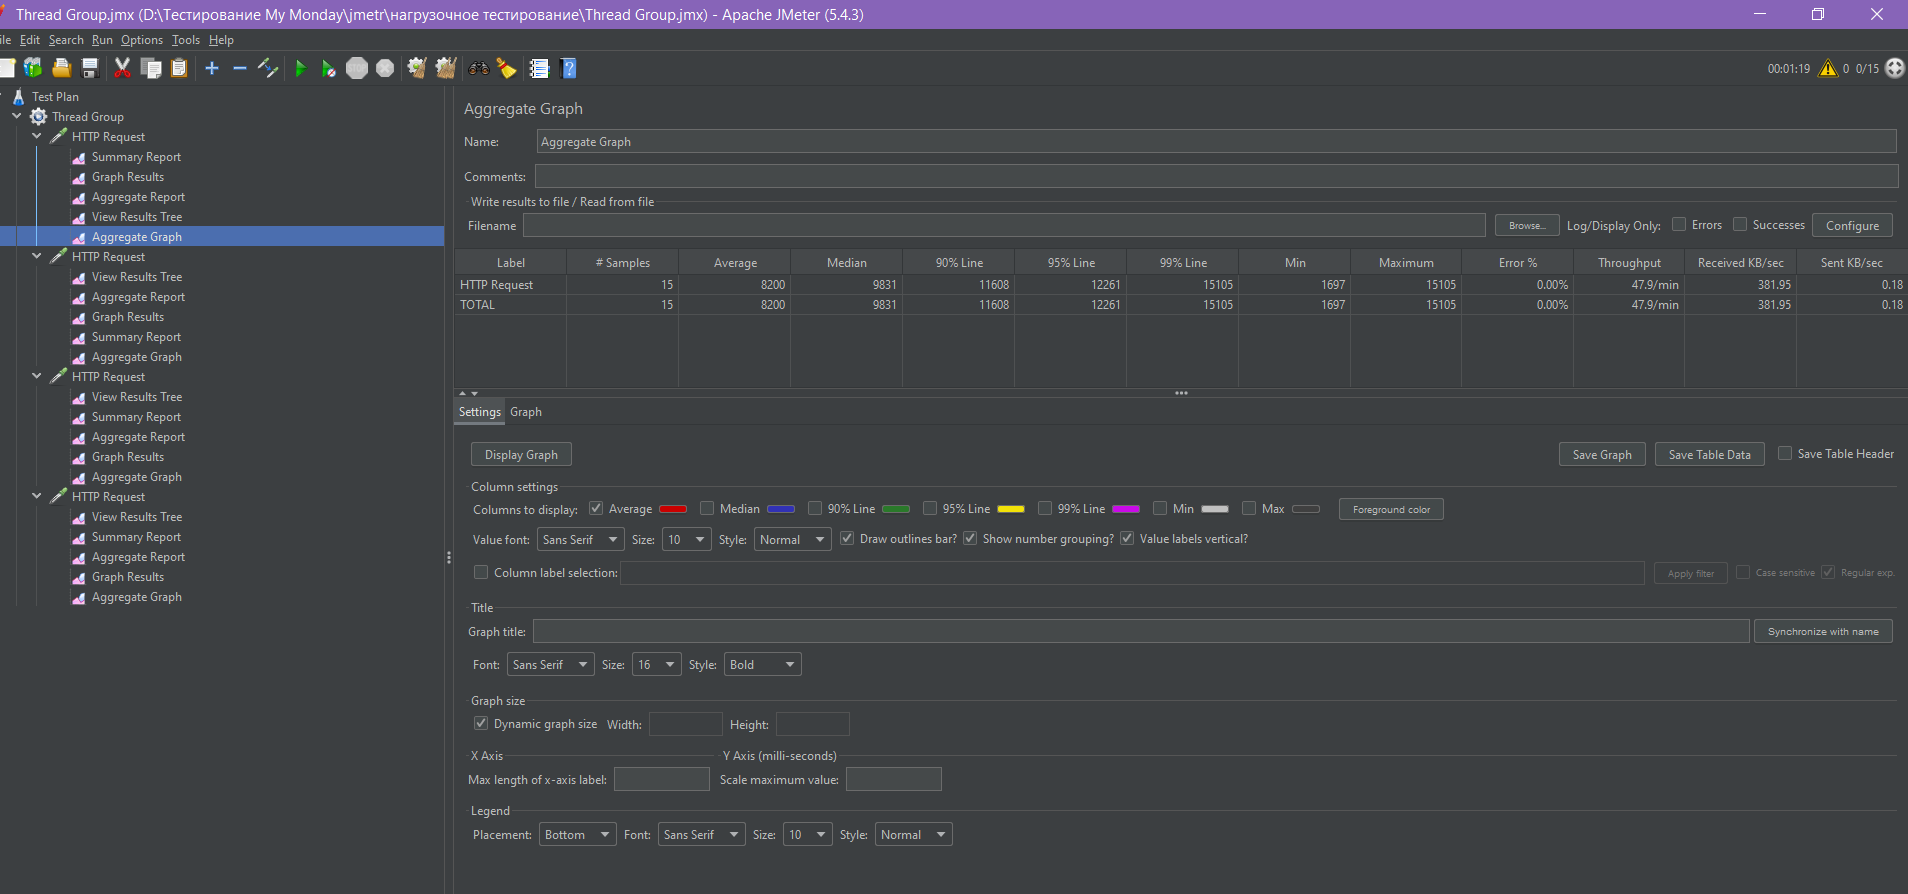 Thread Group.jmx (D:\Тестирование My Monday\jmetr\нагрузочное тестирование\Thread Group.jmx) - Apache JMeter (5.4.3)
ile Edit Search Run Options Tools Help
STOP 00:01:19 0 0/15
Test Plan
Thread Group
HTTP Request
Summary Report
Graph Results
Aggregate Report
View Results Tree
Aggregate Graph
HTTP Request
View Results Tree
Aggregate Report
Graph Results
Summary Report
Aggregate Graph
HTTP Request
View Results Tree
Summary Report
Aggregate Report
Graph Results
Aggregate Graph
HTTP Request
View Results Tree
Summary Report
Aggregate Report
Graph Results
Aggregate Graph
Aggregate Graph
Name: Aggregate Graph
Comments:
Write results to file / Read from file
Filename Browse... Log/Display Only: Errors Successes Configure
Label # Samples Average Median 90% Line 95% Line 99% Line Min Maximum Error % Throughput Received KB/sec Sent KB/sec
HTTP Request 15 8200 9831 11608 12261 15105 1697 15105 0.00% 47.9/min 381.95 0.18
TOTAL 15 8200 9831 11608 12261 15105 1697 15105 0.00% 47.9/min 381.95 0.18
Settings Graph
Display Graph Save Graph Save Table Data Save Table Header
Column settings
Columns to display: Average Median 90% Line 95% Line 99% Line Min Max Foreground color
Value font: Sans Serif Size: 10 Style: Normal Draw outlines bar? Show number grouping? Value labels vertical?
Column label selection: Apply filter Case sensitive Regular exp.
Title
Graph title: Synchronize with name
Font: Sans Serif Size: 16 Style: Bold
Graph size
Dynamic graph size Width: Height:
X Axis Y Axis (milli-seconds)
Max length of x-axis label: Scale maximum value:
Legend
Placement: Bottom Font: Sans Serif Size: 10 Style: Normal